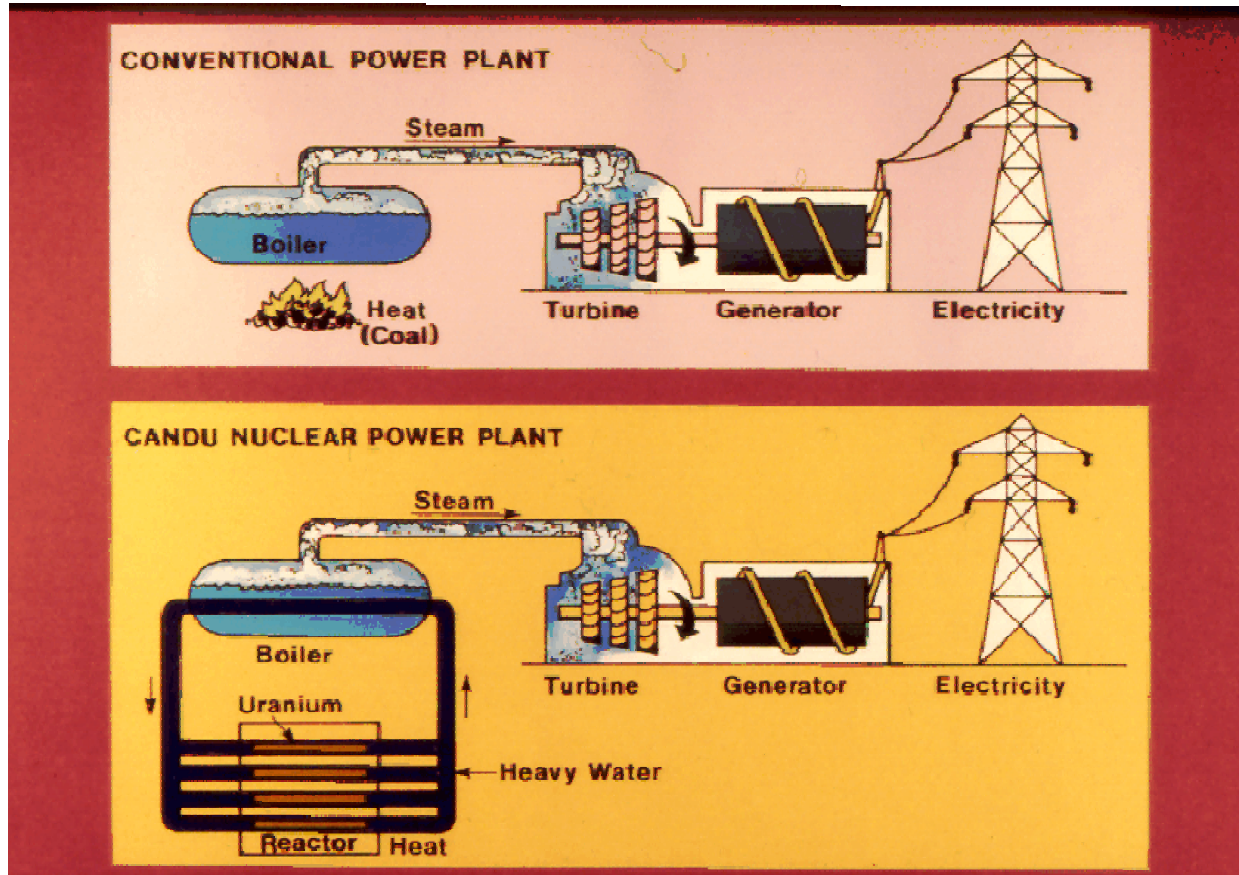 CONVENTIONAL POWER PLANT
Steam
Boiler
Heat
(Coal)
Turbine
Generator
Electricity
CANDU NUCLEAR POWER PLANT
Steam
Boiler
Turbine
Generator
Electricity
Uranium
Heavy Water
Reactor
Heat